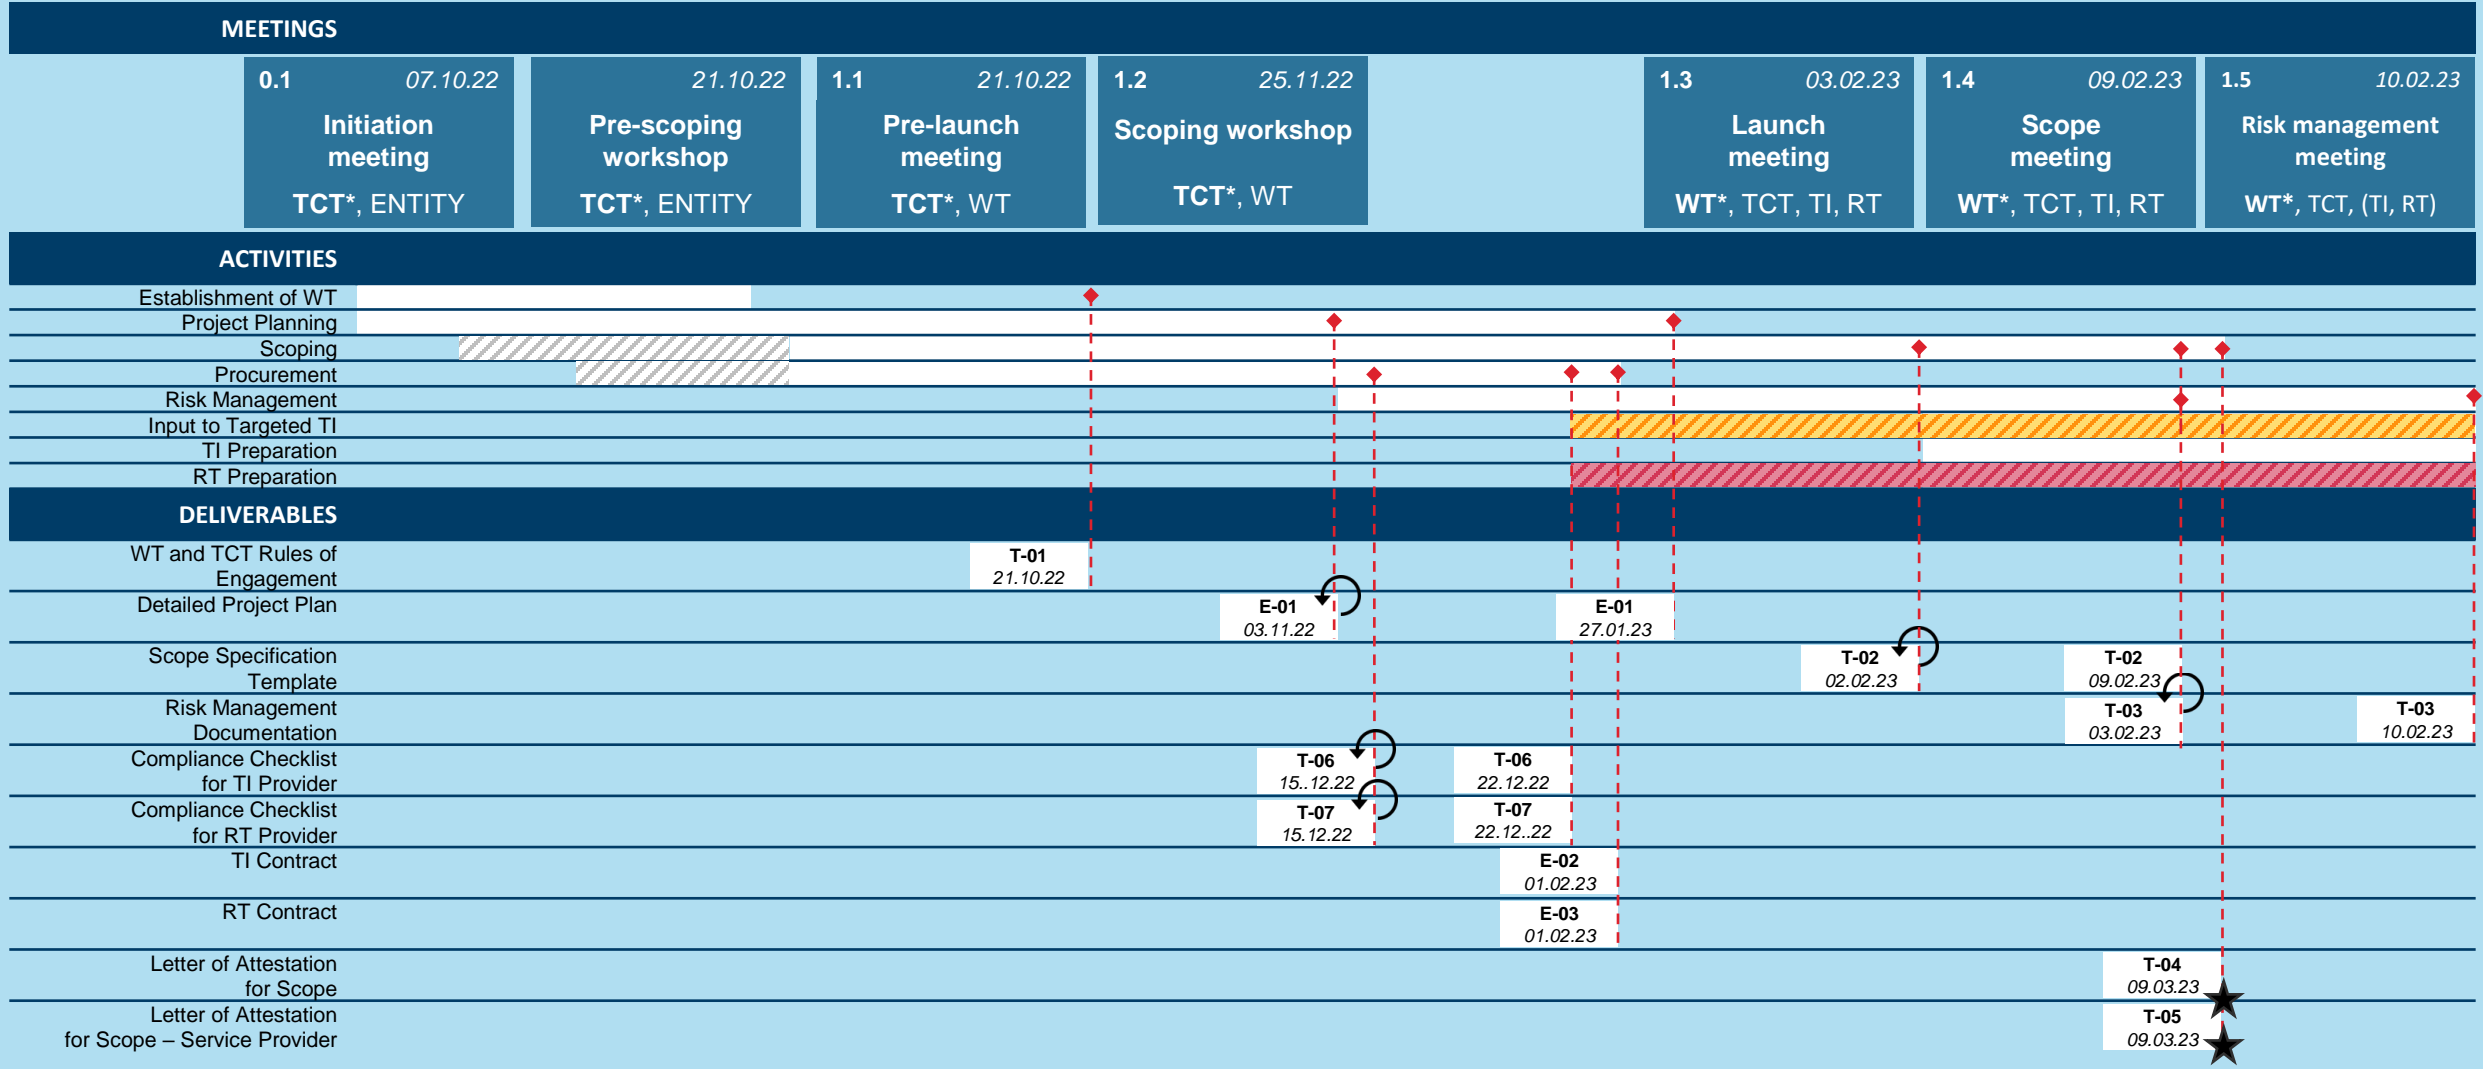 MEETINGS
0.1 07.10.22
Initiation
meeting
TCT*, ENTITY
21.10.22
Pre-scoping
workshop
TCT*, ENTITY
1.1 21.10.22
Pre-launch
meeting
TCT*, WT
1.2 25.11.22
Scoping workshop
TCT*, WT
1.3 03.02.23
Launch
meeting
WT*, TCT, TI, RT
1.4 09.02.23
Scope
meeting
WT*, TCT, TI, RT
1.5 10.02.23
Risk management
meeting
WT*, TCT, (TI, RT)
ACTIVITIES
Establishment of WT
Project Planning
Scoping
Procurement
Risk Management
Input to Targeted TI
TI Preparation
RT Preparation
DELIVERABLES
WT and TCT Rules of
Engagement
T-01
21.10.22
Detailed Project Plan
E-01
03.11.22
E-01
27.01.23
Scope Specification
Template
T-02
02.02.23
T-02
09.02.23
Risk Management
Documentation
T-03
03.02.23
T-03
10.02.23
Compliance Checklist
for TI Provider
T-06
15..12.22
T-06
22.12.22
Compliance Checklist
for RT Provider
T-07
15.12.22
T-07
22.12..22
TI Contract
E-02
01.02.23
RT Contract
E-03
01.02.23
Letter of Attestation
for Scope
T-04
09.03.23
Letter of Attestation
for Scope – Service Provider
T-05
09.03.23